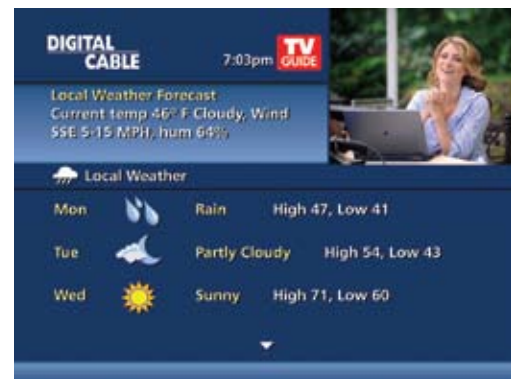 DIGITAL
CABLE
7:03pm
TV
GUIDE
Local Weather Forecast
Current temp 46° F Cloudy, Wind
SSE 5-15 MPH, hum 64%
Local Weather
Mon Rain High 47, Low 41
Tue Partly Cloudy High 54, Low 43
Wed Sunny High 71, Low 60